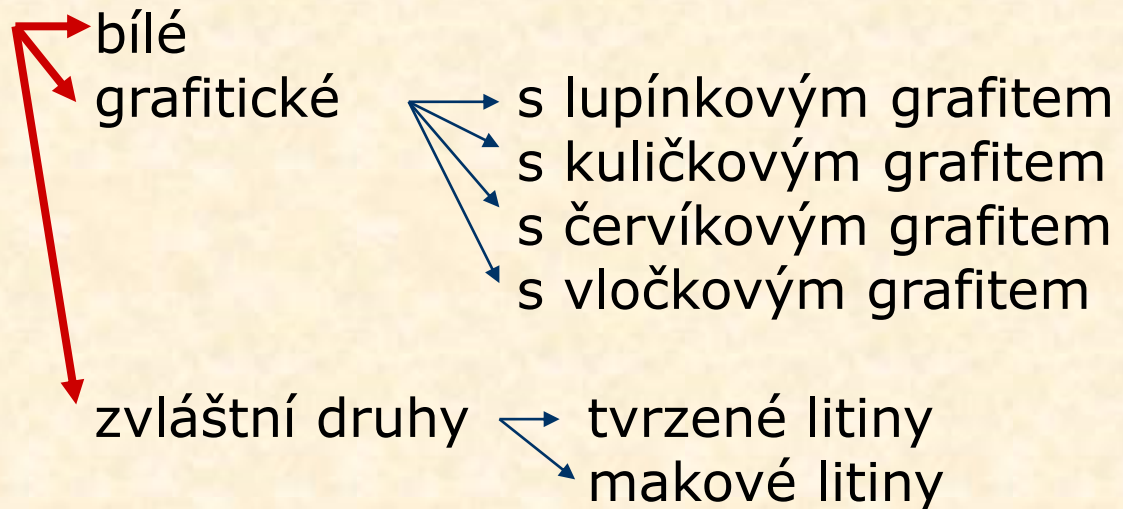 bílé
grafitické s lupínkovým grafitem
s kuličkovým grafitem
s červíkovým grafitem
s vločkovým grafitem
zvláštní druhy tvrzené litiny
makové litiny